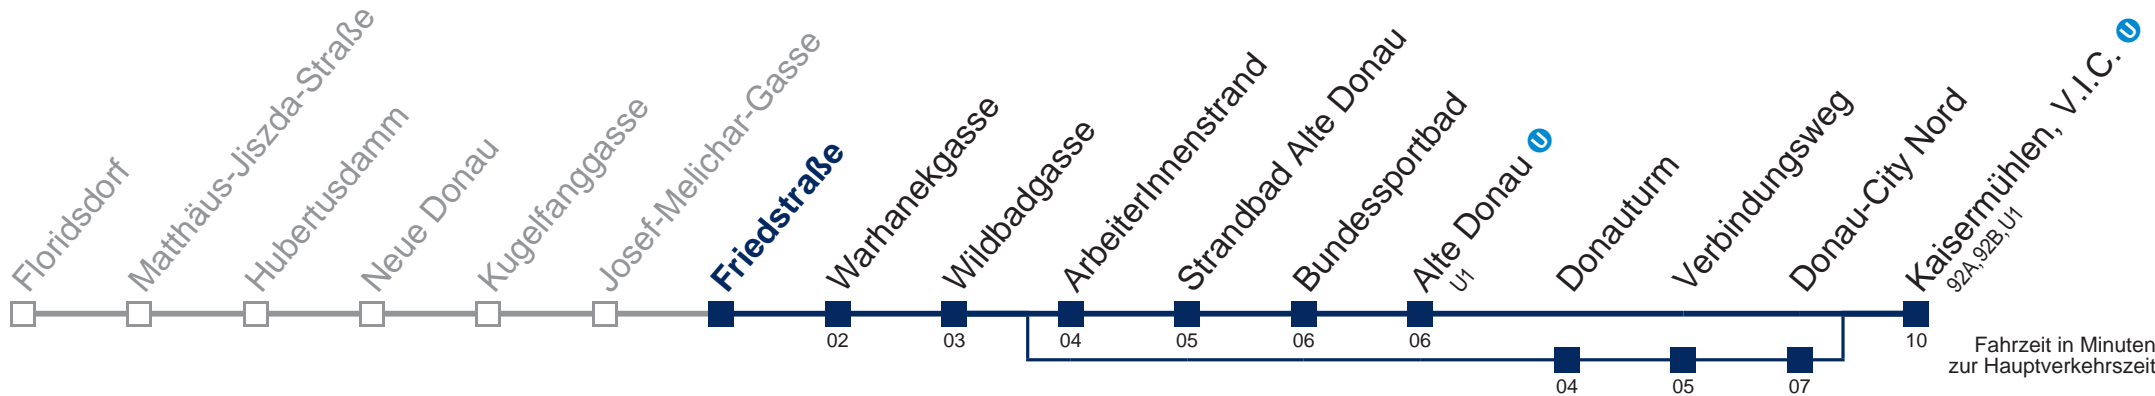 Floridsdorf
Matthäus-Jiszda-Straße
Hubertusdamm
Neue Donau
Kugelfanggasse
Josef-Melichar-Gasse
Friedstraße
Warhanekgasse
Wildbadgasse
ArbeiterInnenstrand
Strandbad Alte Donau
Bundessportbad
Alte Donau U
U1
Donauturm
Verbindungsweg
Donau-City Nord
Kaisermühlen, V.I.C. U
92A, 92B, U1
02
03
04
05
06
06
10
04
05
07
Fahrzeit in Minuten
zur Hauptverkehrszeit